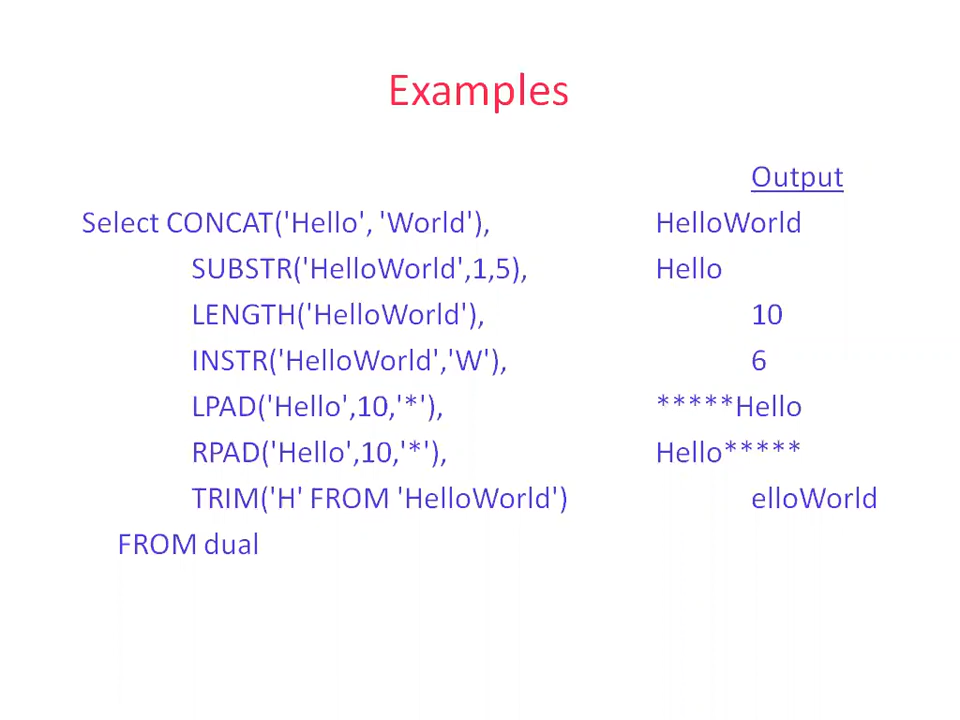 Examples
Output
Select CONCAT('Hello', 'World'), HelloWorld
SUBSTR('HelloWorld',1,5), Hello
LENGTH('HelloWorld'), 10
INSTR('HelloWorld','W'), 6
LPAD('Hello',10,'*'), *****Hello
RPAD('Hello',10,'*'), Hello*****
TRIM('H' FROM 'HelloWorld') elloWorld
FROM dual